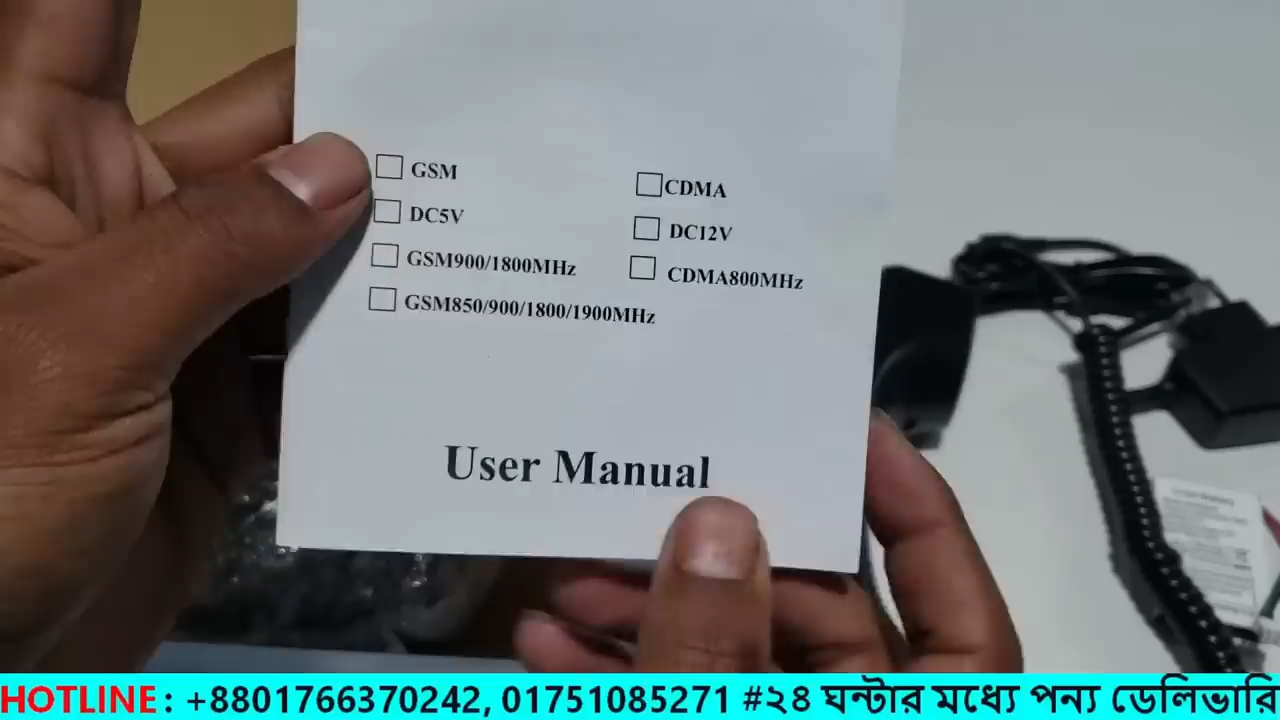 GSM
CDMA
DC5V
DC12V
GSM900/1800MHz
CDMA800MHz
GSM850/900/1800/1900MHz
User Manual
HOTLINE : +8801766370242, 01751085271 #২৪ ঘন্টার মধ্যে পন্য ডেলিভারি